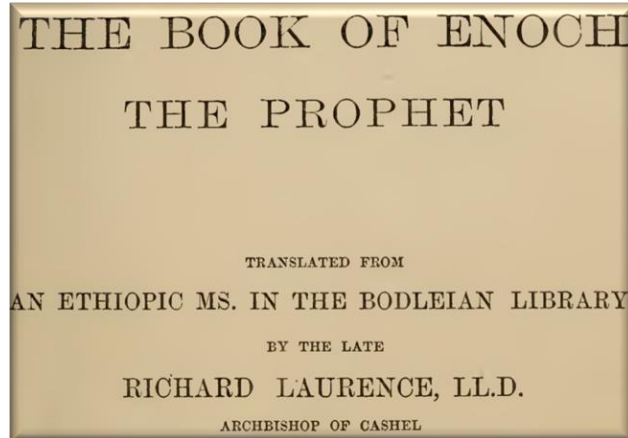 THE BOOK OF ENOCH
THE PROPHET
TRANSLATED FROM
AN ETHIOPIC MS. IN THE BODLEIAN LIBRARY
BY THE LATE
RICHARD LAURENCE, LL.D.
ARCHBISHOP OF CASHEL